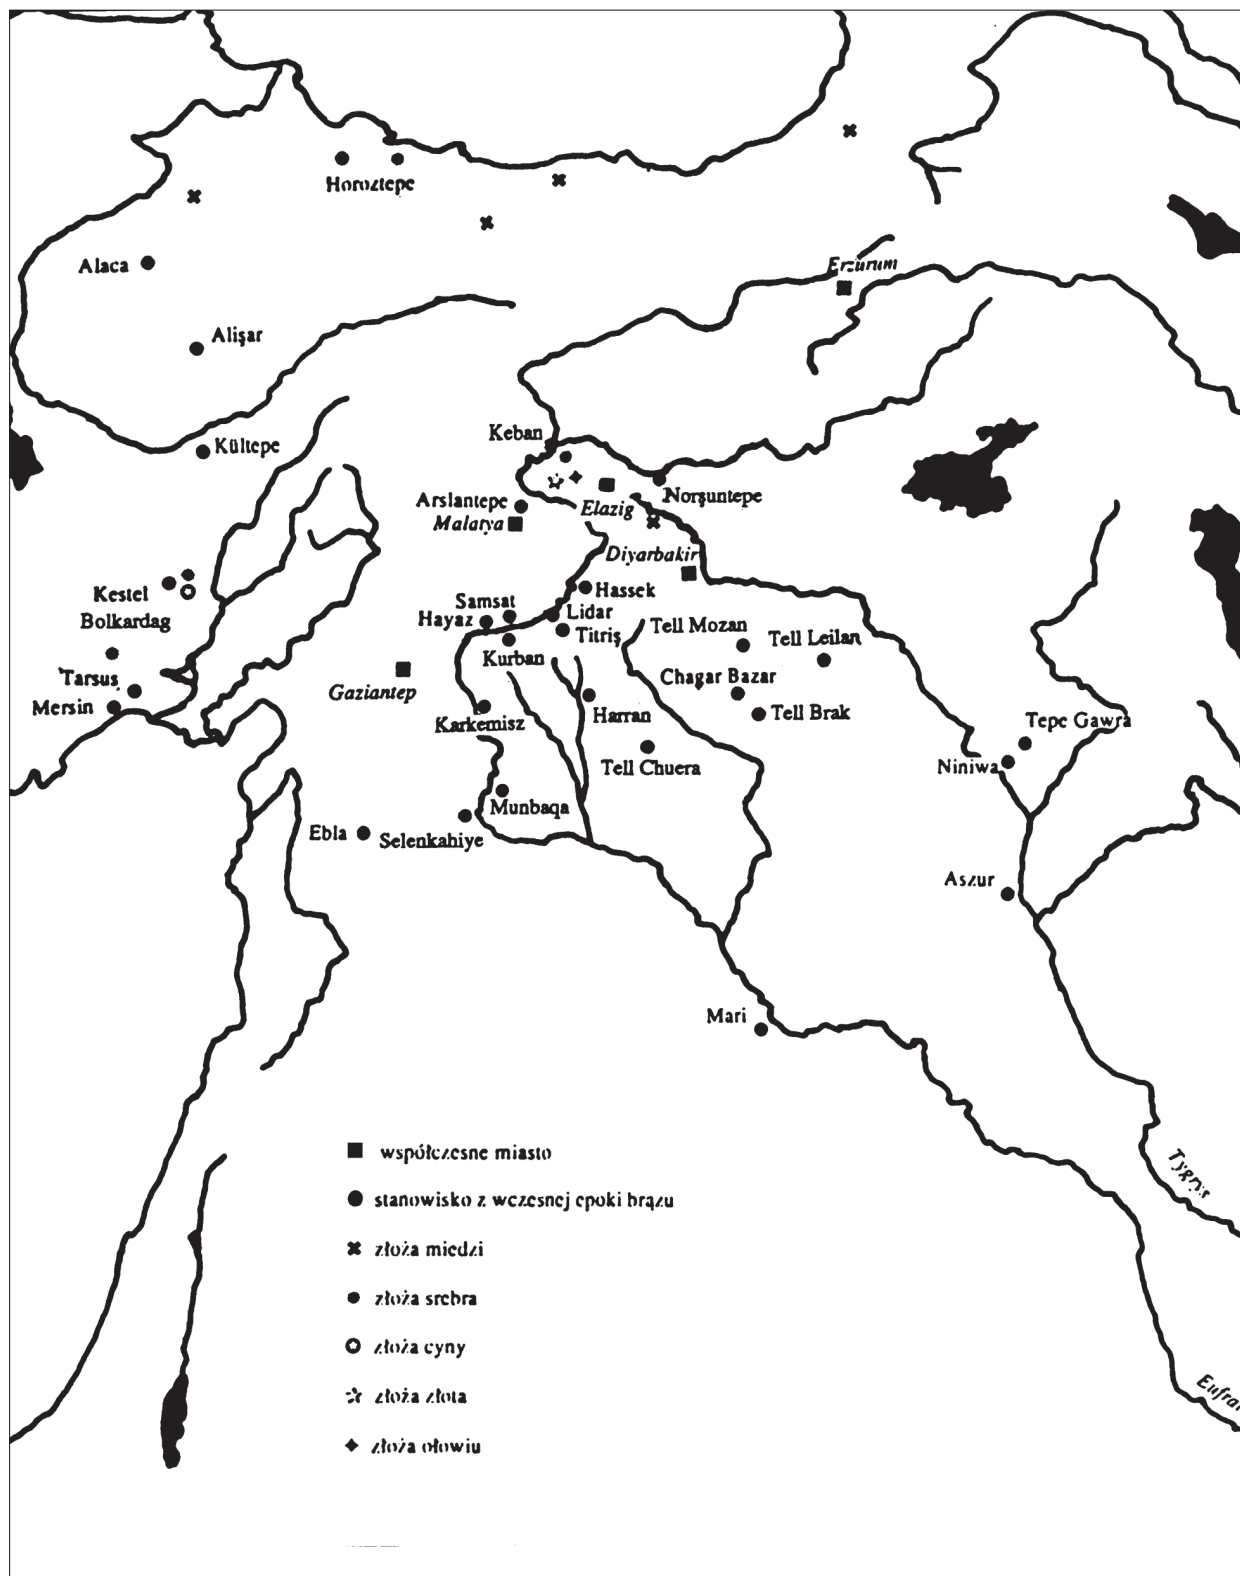 Horoztepe
Alaca
Erzurum
Alişar
Kültepe
Keban
Arslantepe
Malatya
Elazig
Norşuntepe
Diyarbakir
Kestel
Bolkardag
Samsat
Hayaz
Hassek
Lidar
Titriş
Kurban
Tell Mozan
Tell Leilan
Chagar Bazar
Tell Brak
Tarsus
Mersin
Gaziantep
Karkemisz
Harran
Tell Chuera
Tepe Gawra
Niniwa
Munbaqa
Ebla
Selenkahiye
Aszur
Mari
Tygrys
Eufrat
współczesne miasto
stanowisko z wczesnej epoki brązu
złoża miedzi
złoża srebra
złoża cyny
złoża złota
złoża ołowiu